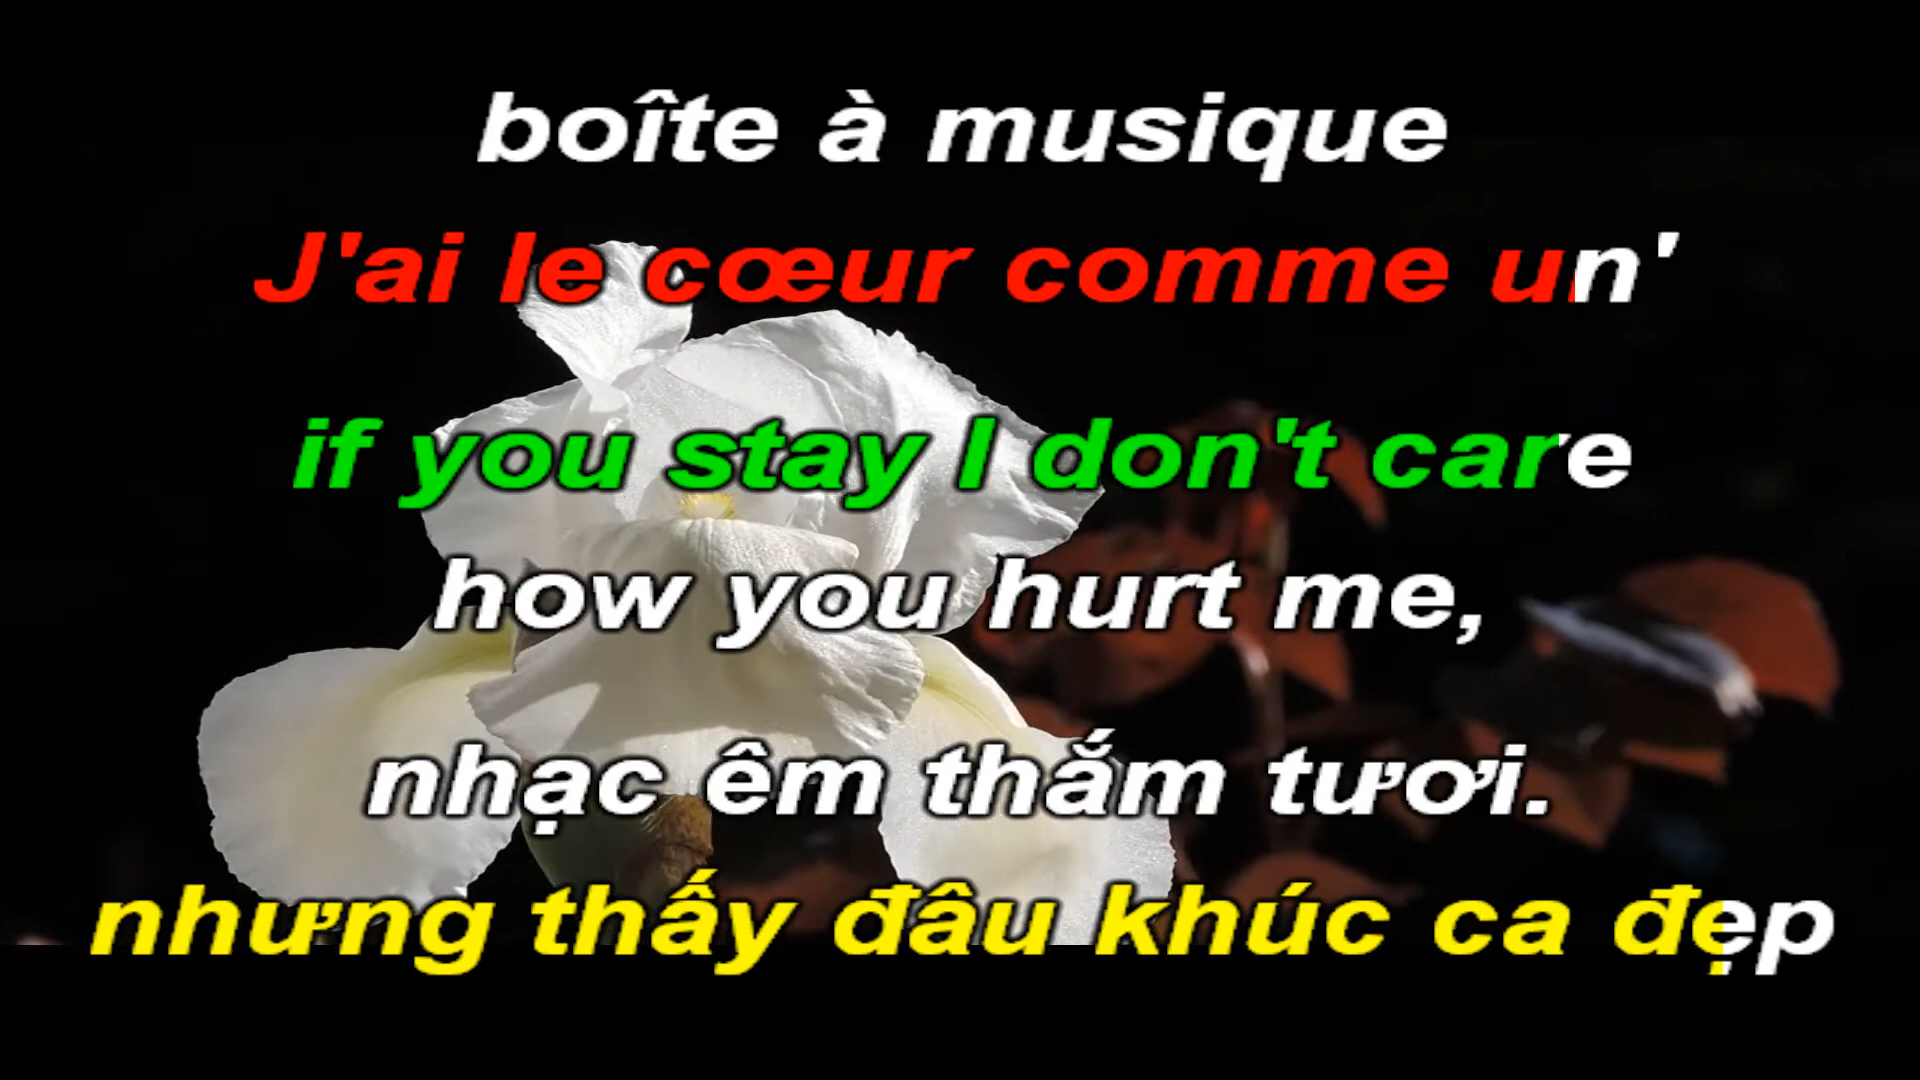 boîte à musique
J'ai le cœur comme un'
if you stay I don't care
how you hurt me,
nhạc êm thắm tươi.
nhưng thấy đâu khúc ca đẹp